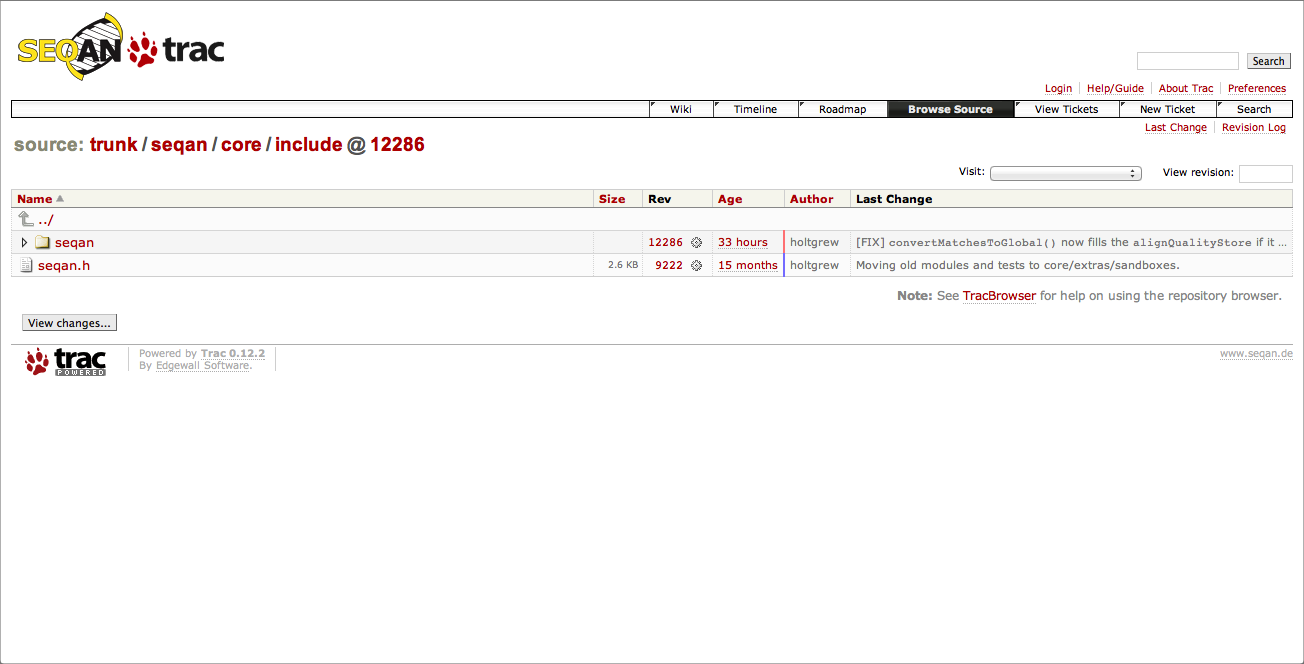 SEQAN trac
Search
Login Help/Guide About Trac Preferences
Wiki Timeline Roadmap Browse Source View Tickets New Ticket Search
Last Change Revision Log
source: trunk / seqan / core / include @ 12286
Visit: View revision:
Name Size Rev Age Author Last Change
../
seqan 12286 33 hours holtgrew [FIX] convertMatchesToGlobal() now fills the alignQualityStore if it ...
seqan.h 2.6 KB 9222 15 months holtgrew Moving old modules and tests to core/extras/sandboxes.
Note: See TracBrowser for help on using the repository browser.
View changes...
trac POWERED
Powered by Trac 0.12.2
By Edgewall Software.
www.seqan.de